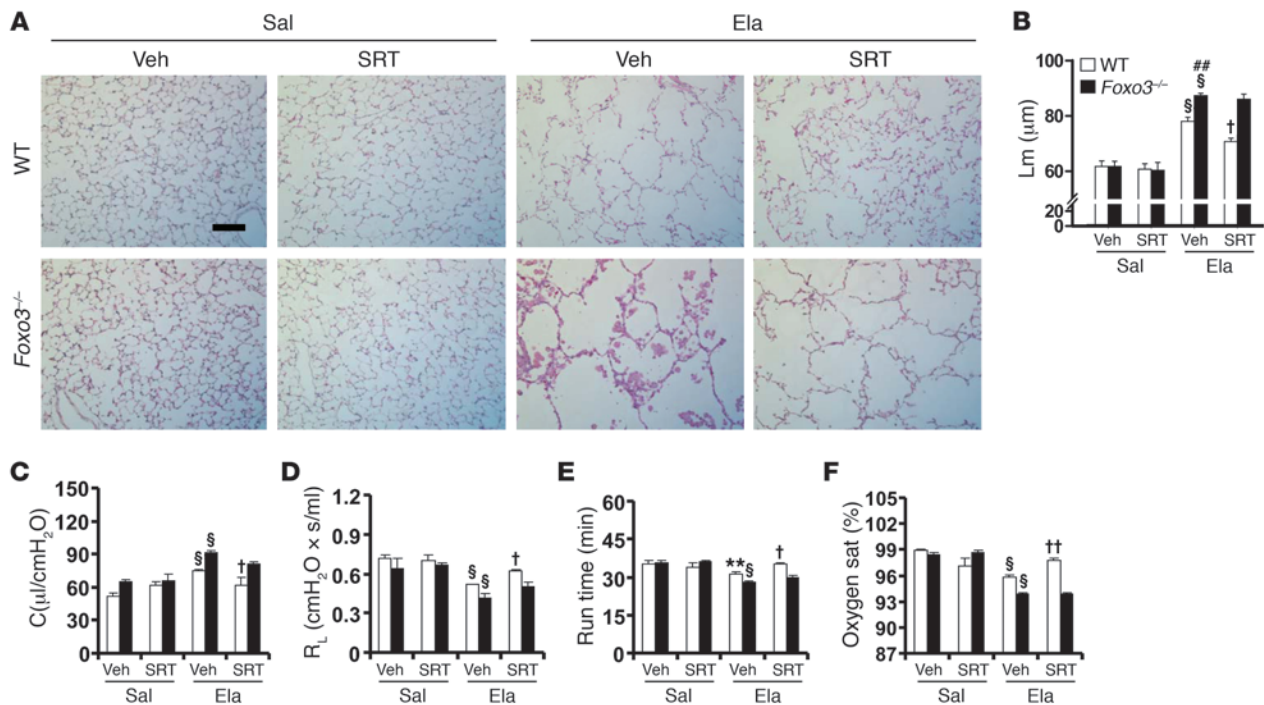 A
Sal
Ela
Veh
SRT
Veh
SRT
WT
Foxo3–/–
B
100
80
60
20
0
Lm (μm)
WT
Foxo3–/–
##
§
§
†
Veh
SRT
Veh
SRT
Sal
Ela
C
150
120
90
60
30
0
C(μl/cmH2O)
§
§
†
Veh
SRT
Veh
SRT
Sal
Ela
D
1.2
0.9
0.6
0.3
0
RL (cmH2O × s/ml)
§
§
†
Veh
SRT
Veh
SRT
Sal
Ela
E
60
45
30
15
0
Run time (min)
**
§
†
Veh
SRT
Veh
SRT
Sal
Ela
F
105
102
99
96
93
90
87
Oxygen sat (%)
§
§
††
Veh
SRT
Veh
SRT
Sal
Ela